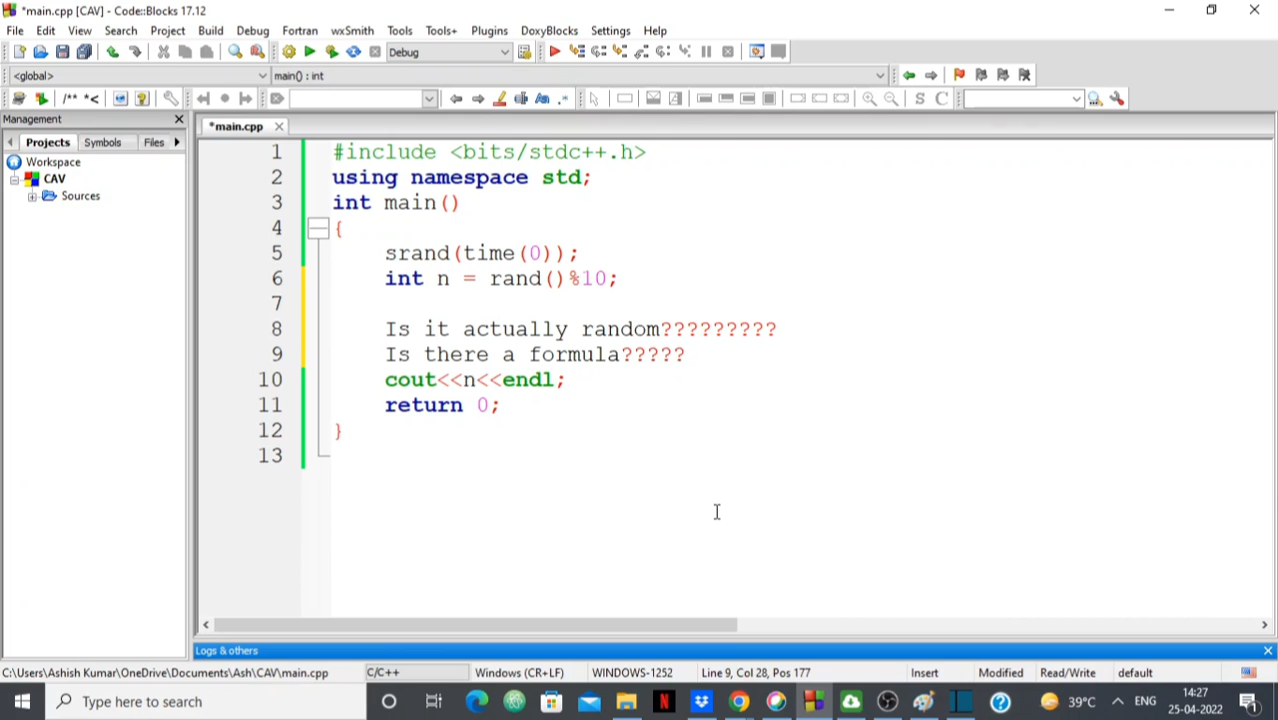 *main.cpp [CAV] - Code::Blocks 17.12
File Edit View Search Project Build Debug Fortran wxSmith Tools Tools+ Plugins DoxyBlocks Settings Help
Debug
<global> main() : int
/** *<
S C
Management
*main.cpp
Projects Symbols Files
Workspace
CAV
Sources
1 #include <bits/stdc++.h>
2 using namespace std;
3 int main()
4 {
5 srand(time(0));
6 int n = rand()%10;
7
8 Is it actually random?????????
9 Is there a formula?????
10 cout<<n<<endl;
11 return 0;
12 }
13
Logs & others
C:\Users\Ashish Kumar\OneDrive\Documents\Ash\CAV\main.cpp C/C++ Windows (CR+LF) WINDOWS-1252 Line 9, Col 28, Pos 177 Insert Modified Read/Write default
Type here to search 39°C ENG 14:27
25-04-2022 1